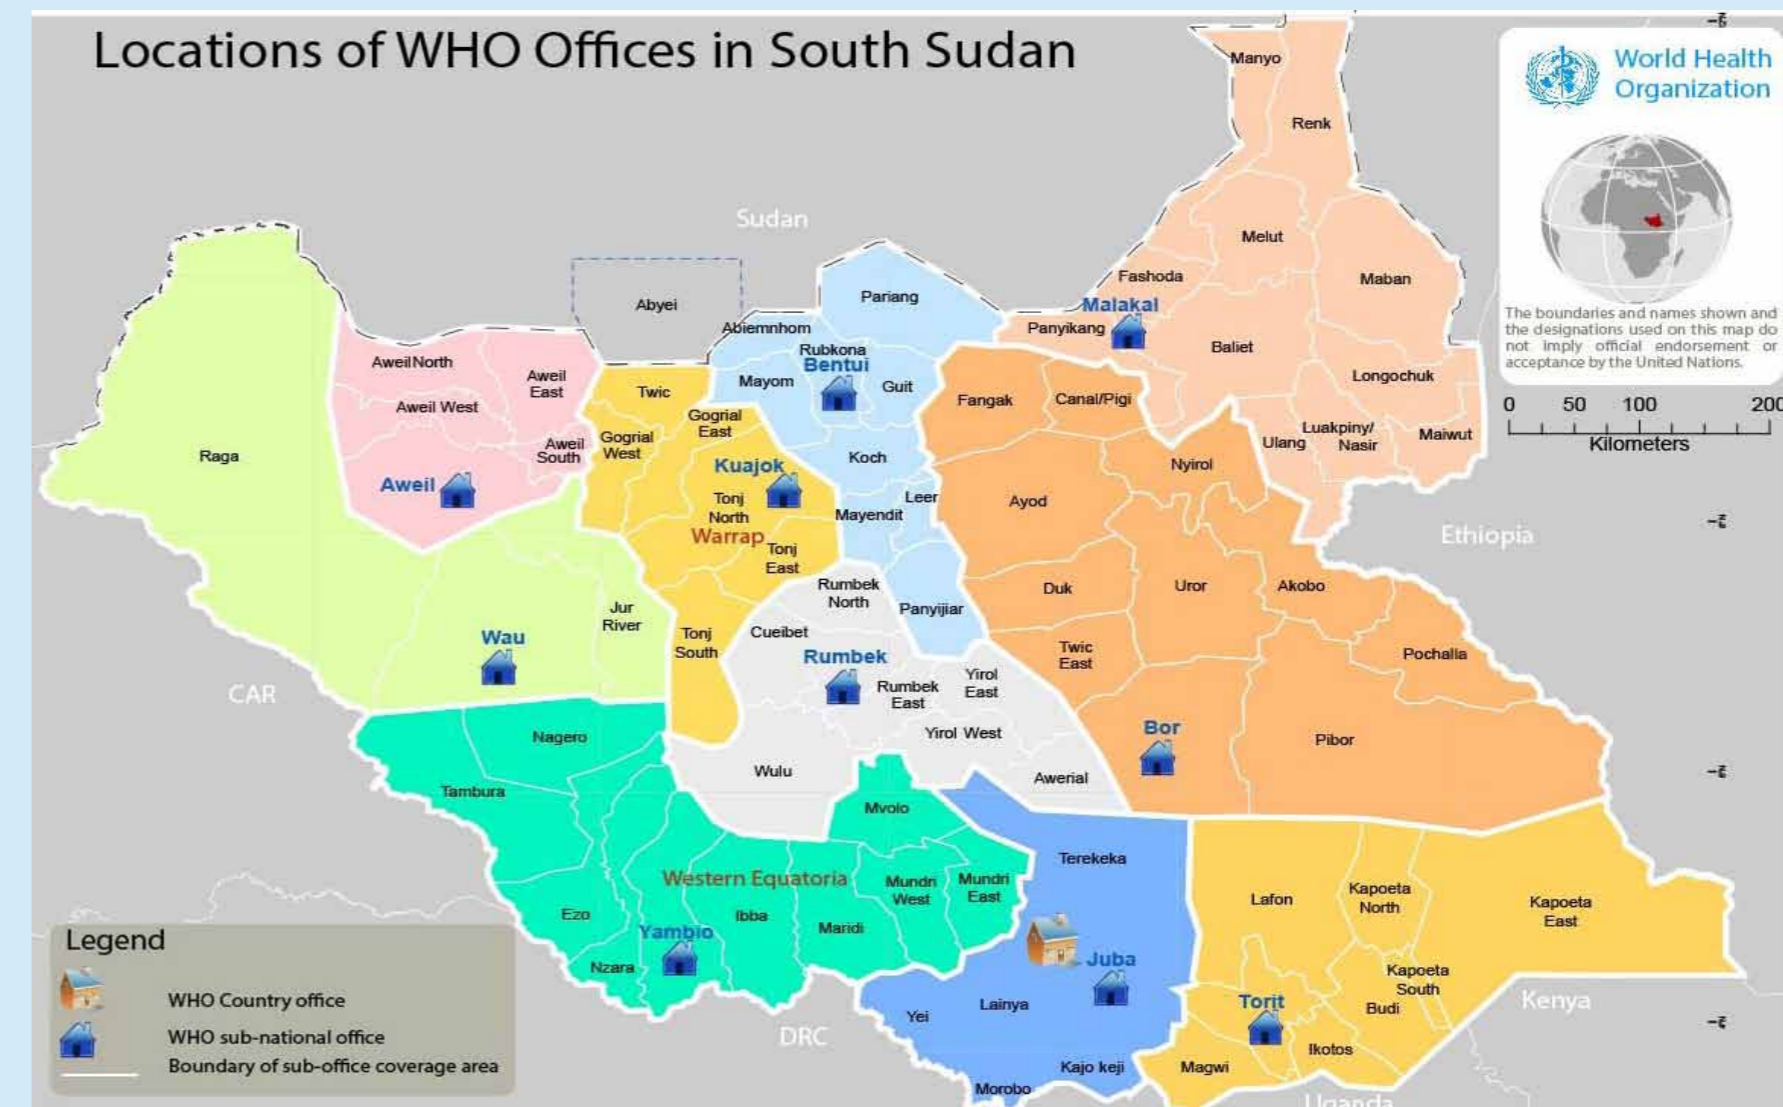 Locations of WHO Offices in South Sudan
World Health
Organization
The boundaries and names shown and
the designations used on this map do
not imply official endorsement or
acceptance by the United Nations.
0 50 100 200
Kilometers
Manyo
Renk
Sudan
Melut
Fashoda
Maban
Abyei
Pariang
Malakal
Abiemnhom
Panyikang
Rubkona
Bentui
Baliet
AweilNorth
Aweil
East
Mayom
Guit
Longochuk
Twic
Fangak
Canal/Pigi
Aweil West
Gogrial
East
Gogrial
West
Aweil
South
Luakpiny/
Nasir
Ulang
Maiwut
Raga
Koch
Nyirol
Kuajok
Aweil
Tonj
North
Leer
Ayod
Mayendit
Warrap
Ethiopia
Tonj
East
Rumbek
North
Duk
Uror
Akobo
Jur
River
Panyijiar
Cueibet
Wau
Tonj
South
Rumbek
Twic
East
Pochalla
CAR
Rumbek
East
Yirol
East
Bor
Nagero
Yirol West
Pibor
Wulu
Awerial
Tambura
Mvolo
Terekeka
Western Equatoria
Mundri
West
Mundri
East
Lafon
Kapoeta
North
Kapoeta
East
Ezo
Ibba
Maridi
Yambio
Nzara
Juba
Kapoeta
South
Lainya
Torit
Budi
Kenya
Yei
DRC
Ikotos
Kajo keji
Magwi
Morobo
Uganda
Legend
WHO Country office
WHO sub-national office
Boundary of sub-office coverage area